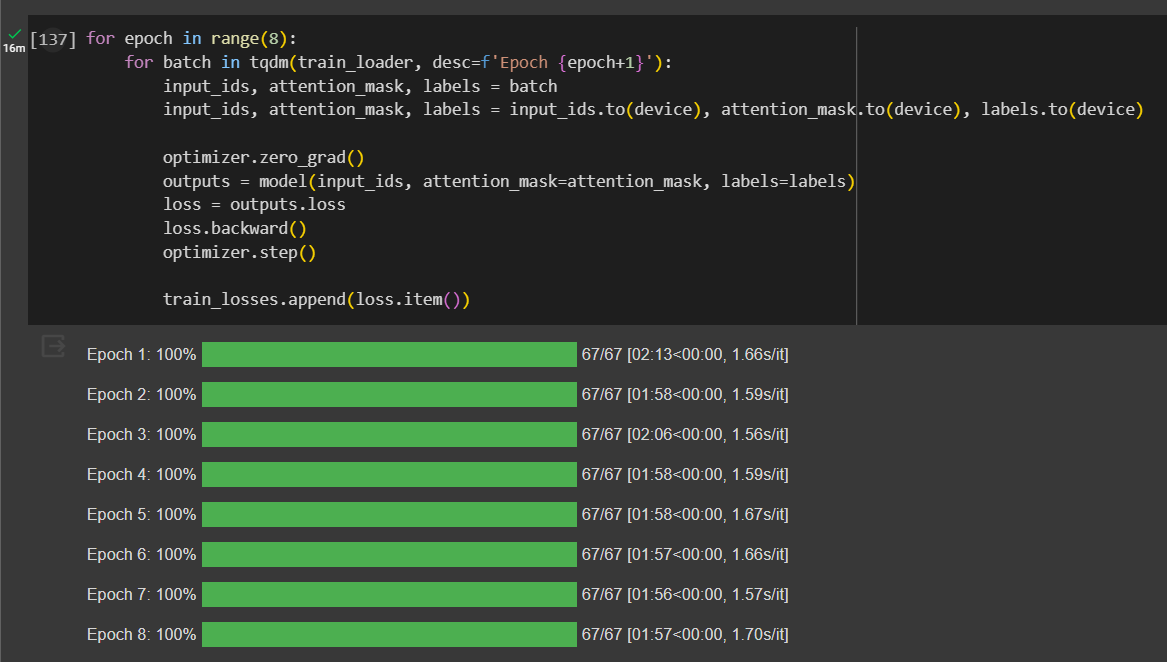 [137] for epoch in range(8):
16m
for batch in tqdm(train_loader, desc=f'Epoch {epoch+1}'):
input_ids, attention_mask, labels = batch
input_ids, attention_mask, labels = input_ids.to(device), attention_mask.to(device), labels.to(device)
optimizer.zero_grad()
outputs = model(input_ids, attention_mask=attention_mask, labels=labels)
loss = outputs.loss
loss.backward()
optimizer.step()
train_losses.append(loss.item())
Epoch 1: 100% 67/67 [02:13<00:00, 1.66s/it]
Epoch 2: 100% 67/67 [01:58<00:00, 1.59s/it]
Epoch 3: 100% 67/67 [02:06<00:00, 1.56s/it]
Epoch 4: 100% 67/67 [01:58<00:00, 1.59s/it]
Epoch 5: 100% 67/67 [01:58<00:00, 1.67s/it]
Epoch 6: 100% 67/67 [01:57<00:00, 1.66s/it]
Epoch 7: 100% 67/67 [01:56<00:00, 1.57s/it]
Epoch 8: 100% 67/67 [01:57<00:00, 1.70s/it]